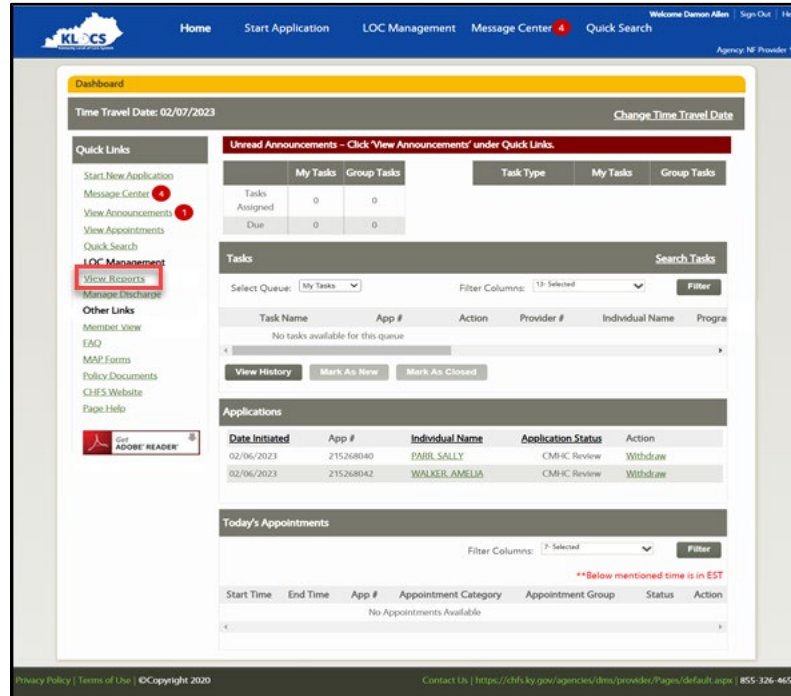 Welcome Damon Allen | Sign Out |
KLOCS
Home Start Application LOC Management Message Center 4 Quick Search
Agency: NF Provider
Dashboard
Time Travel Date: 02/07/2023 Change Time Travel Date
Quick Links
Start New Application
Message Center 4
View Announcements 1
View Appointments
Quick Search
LOC Management
View Reports
Manage Discharge
Other Links
Member View
FAQ
MAP Forms
Policy Documents
CHFS Website
Page Help
Get ADOBE® READER®
Unread Announcements – Click 'View Announcements' under Quick Links.
My Tasks Group Tasks
Tasks Assigned 0 0
Due 0 0
Task Type My Tasks Group Tasks
Tasks Search Tasks
Select Queue: My Tasks Filter Columns: 13- Selected Filter
Task Name App # Action Provider # Individual Name Progra
No tasks available for this queue
View History Mark As New Mark As Closed
Applications
Date Initiated App # Individual Name Application Status Action
02/06/2023 215268040 PARR, SALLY CMHC Review Withdraw
02/06/2023 215268042 WALKER, AMELIA CMHC Review Withdraw
Today's Appointments
Filter Columns: 7- Selected Filter
**Below mentioned time is in EST
Start Time End Time App # Appointment Category Appointment Group Status Action
No Appointments Available
Privacy Policy | Terms of Use | ©Copyright 2020 Contact Us | https://chfs.ky.gov/agencies/dms/provider/Pages/default.aspx | 855-326-465